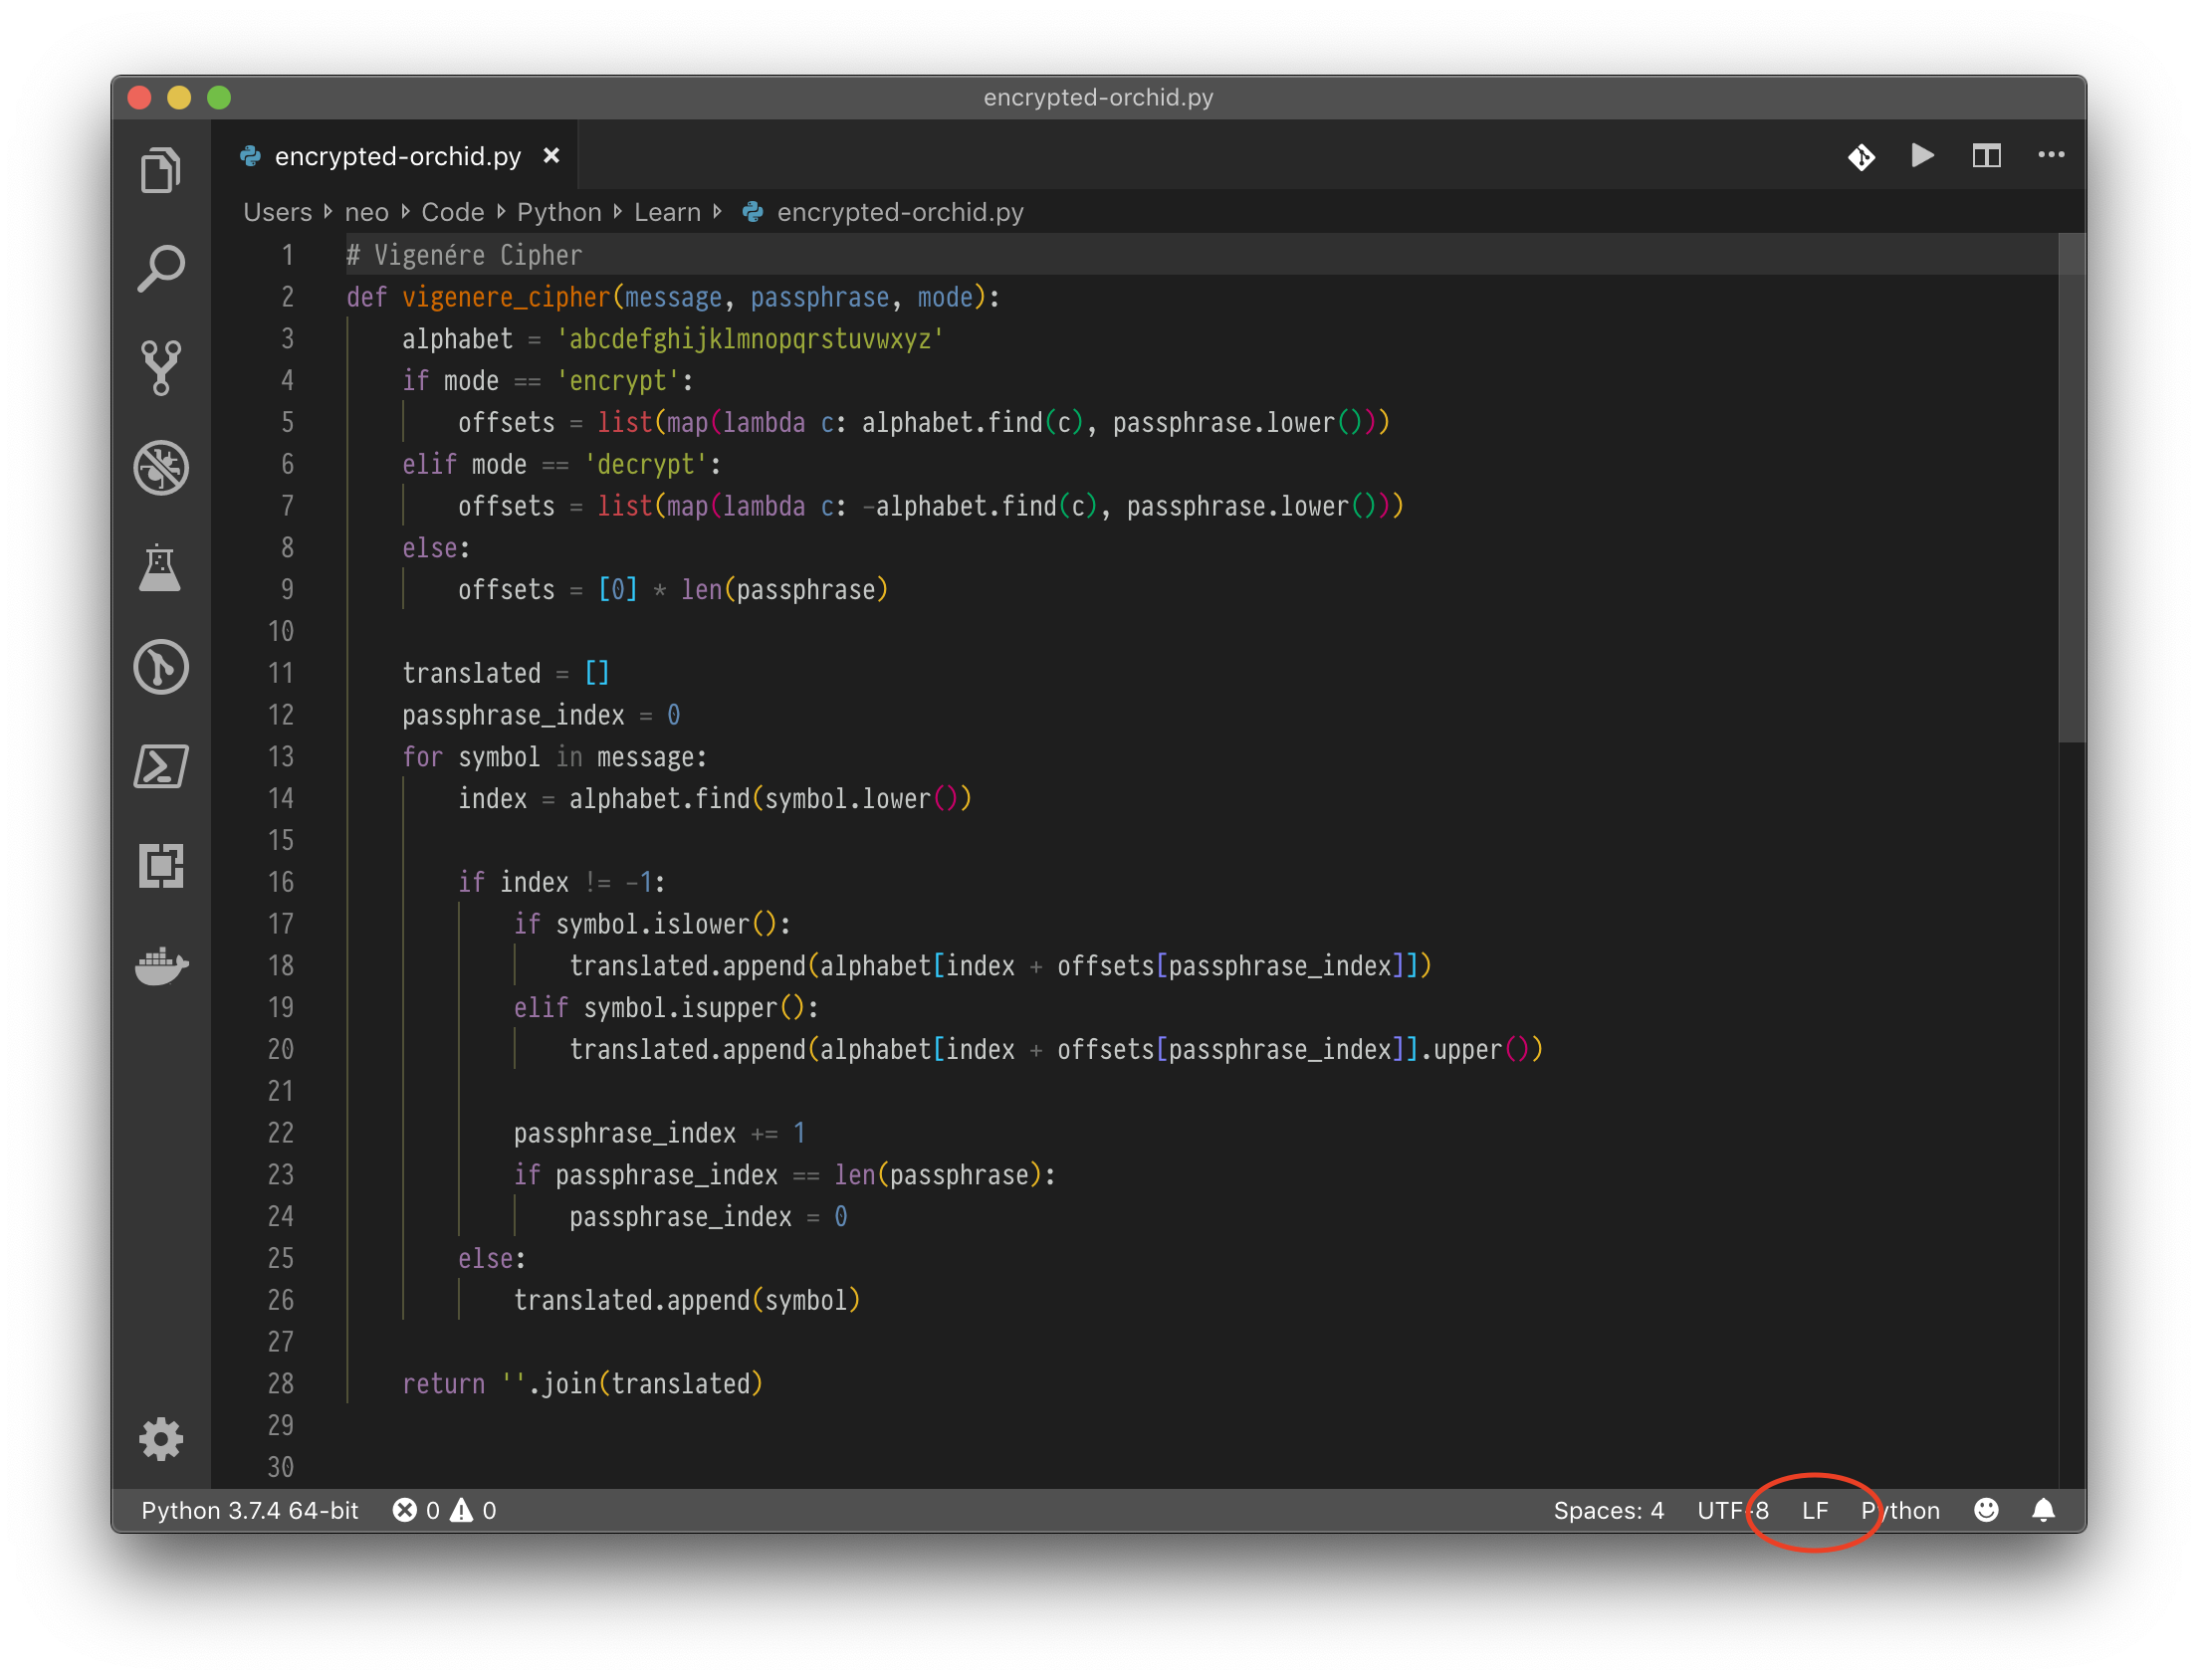 encrypted-orchid.py
encrypted-orchid.py
Users Neo Code Python Learn encrypted-orchid.py
1 # Vigenére Cipher
2 def vigenere_cipher(message, passphrase, mode):
3     alphabet = 'abcdefghijklmnopqrstuvwxyz'
4     if mode == 'encrypt':
5         offsets = list(map(lambda c: alphabet.find(c), passphrase.lower()))
6     elif mode == 'decrypt':
7         offsets = list(map(lambda c: -alphabet.find(c), passphrase.lower()))
8     else:
9         offsets = [0] * len(passphrase)
10
11     translated = []
12     passphrase_index = 0
13     for symbol in message:
14         index = alphabet.find(symbol.lower())
15
16         if index != -1:
17             if symbol.islower():
18                 translated.append(alphabet[index + offsets[passphrase_index]])
19             elif symbol.isupper():
20                 translated.append(alphabet[index + offsets[passphrase_index]].upper())
21
22             passphrase_index += 1
23             if passphrase_index == len(passphrase):
24                 passphrase_index = 0
25         else:
26             translated.append(symbol)
27
28     return ''.join(translated)
29
30
Python 3.7.4 64-bit 0 0 Spaces: 4 UTF-8 LF Python